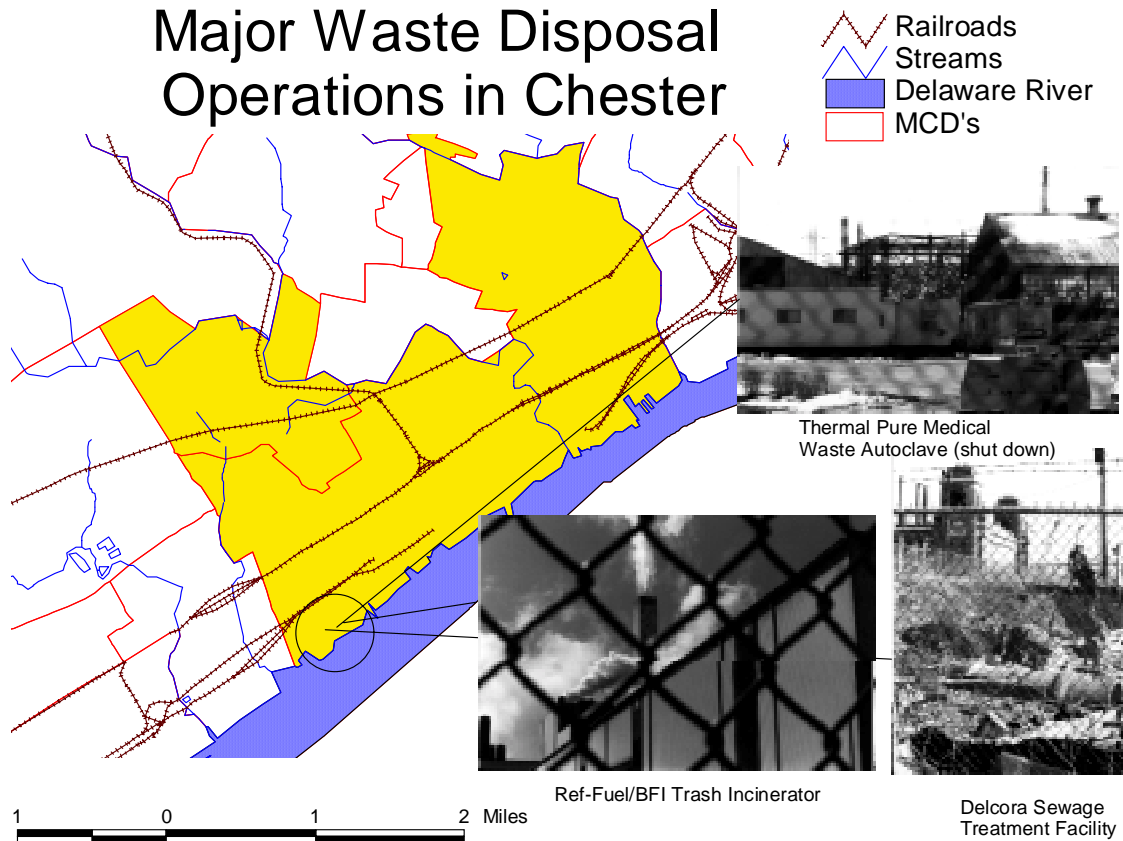 Major Waste Disposal
Operations in Chester
Railroads
Streams
Delaware River
MCD's
Thermal Pure Medical
Waste Autoclave (shut down)
Ref-Fuel/BFI Trash Incinerator
Delcora Sewage
Treatment Facility
1 0 1 2 Miles